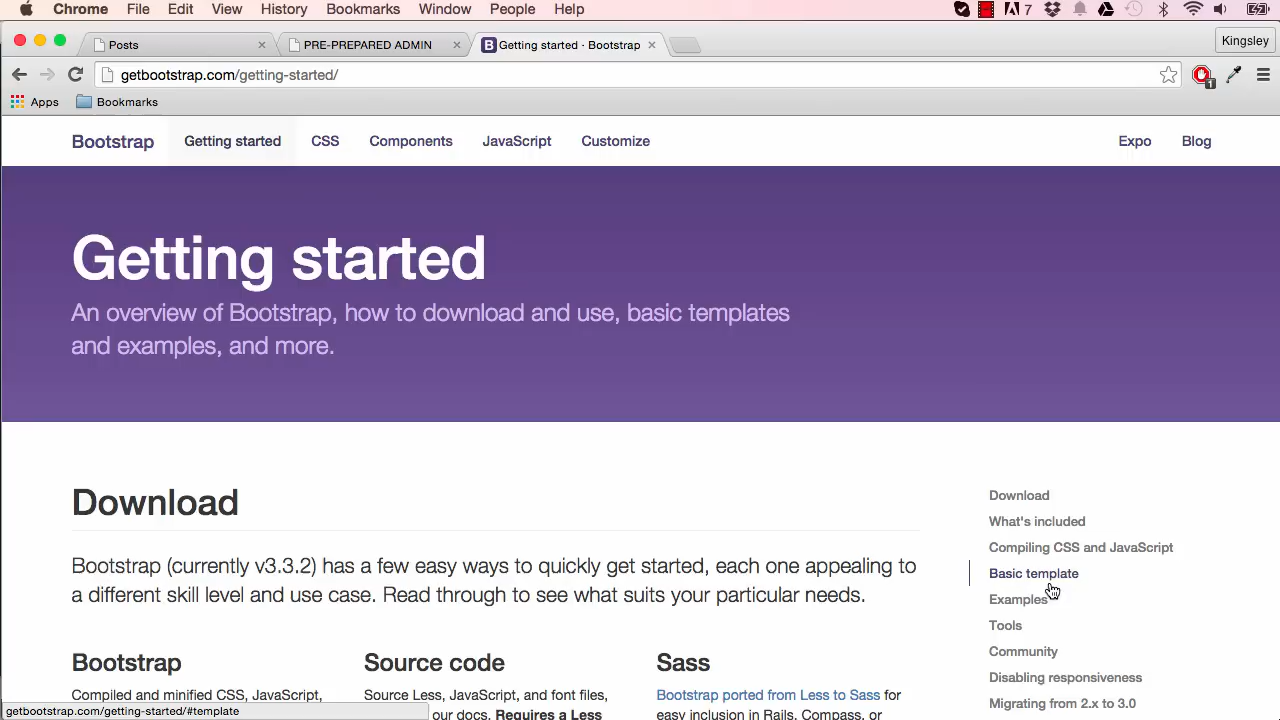 Chrome File Edit View History Bookmarks Window People Help 7
Posts PRE-PREPARED ADMIN Getting started · Bootstrap Kingsley
getbootstrap.com/getting-started/ 1
Apps Bookmarks
Bootstrap Getting started CSS Components JavaScript Customize Expo Blog
Getting started
An overview of Bootstrap, how to download and use, basic templates
and examples, and more.
Download
Bootstrap (currently v3.3.2) has a few easy ways to quickly get started, each one appealing to
a different skill level and use case. Read through to see what suits your particular needs.
Bootstrap
Compiled and minified CSS, JavaScript,
Source code
Source Less, JavaScript, and font files,
our docs. Requires a Less
Sass
Bootstrap ported from Less to Sass for
easy inclusion in Rails, Compass, or
Download
What's included
Compiling CSS and JavaScript
Basic template
Examples
Tools
Community
Disabling responsiveness
Migrating from 2.x to 3.0
getbootstrap.com/getting-started/#template